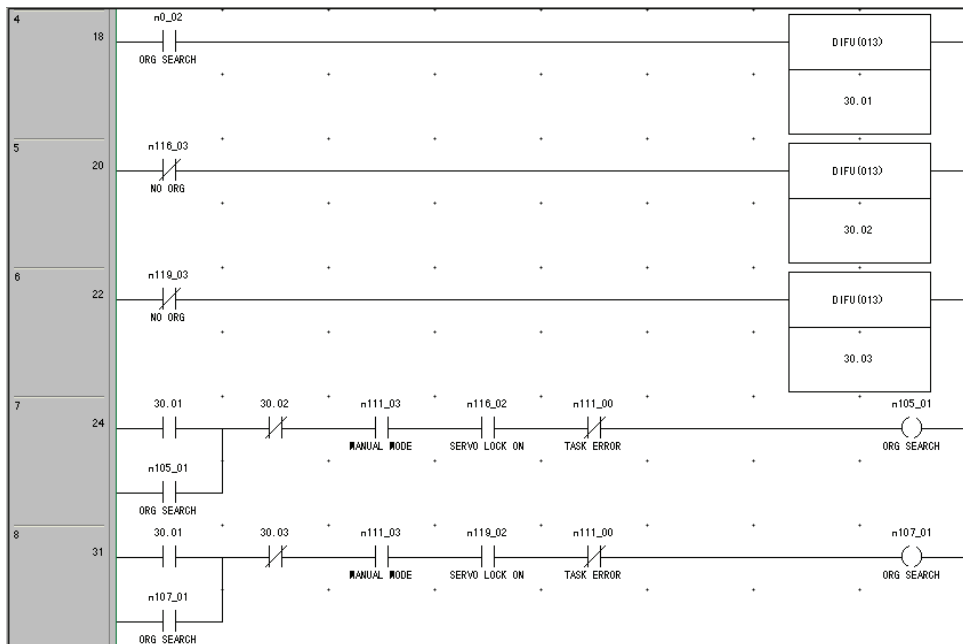 4
18
n0_02
ORG SEARCH
DIFU(013)
30.01
5
20
n116_03
NO ORG
DIFU(013)
30.02
6
22
n119_03
NO ORG
DIFU(013)
30.03
7
24
30.01 30.02 n111_03 n116_02 n111_00 n105_01
MANUAL MODE SERVO LOCK ON TASK ERROR ORG SEARCH
n105_01
ORG SEARCH
8
31
30.01 30.03 n111_03 n119_02 n111_00 n107_01
MANUAL MODE SERVO LOCK ON TASK ERROR ORG SEARCH
n107_01
ORG SEARCH